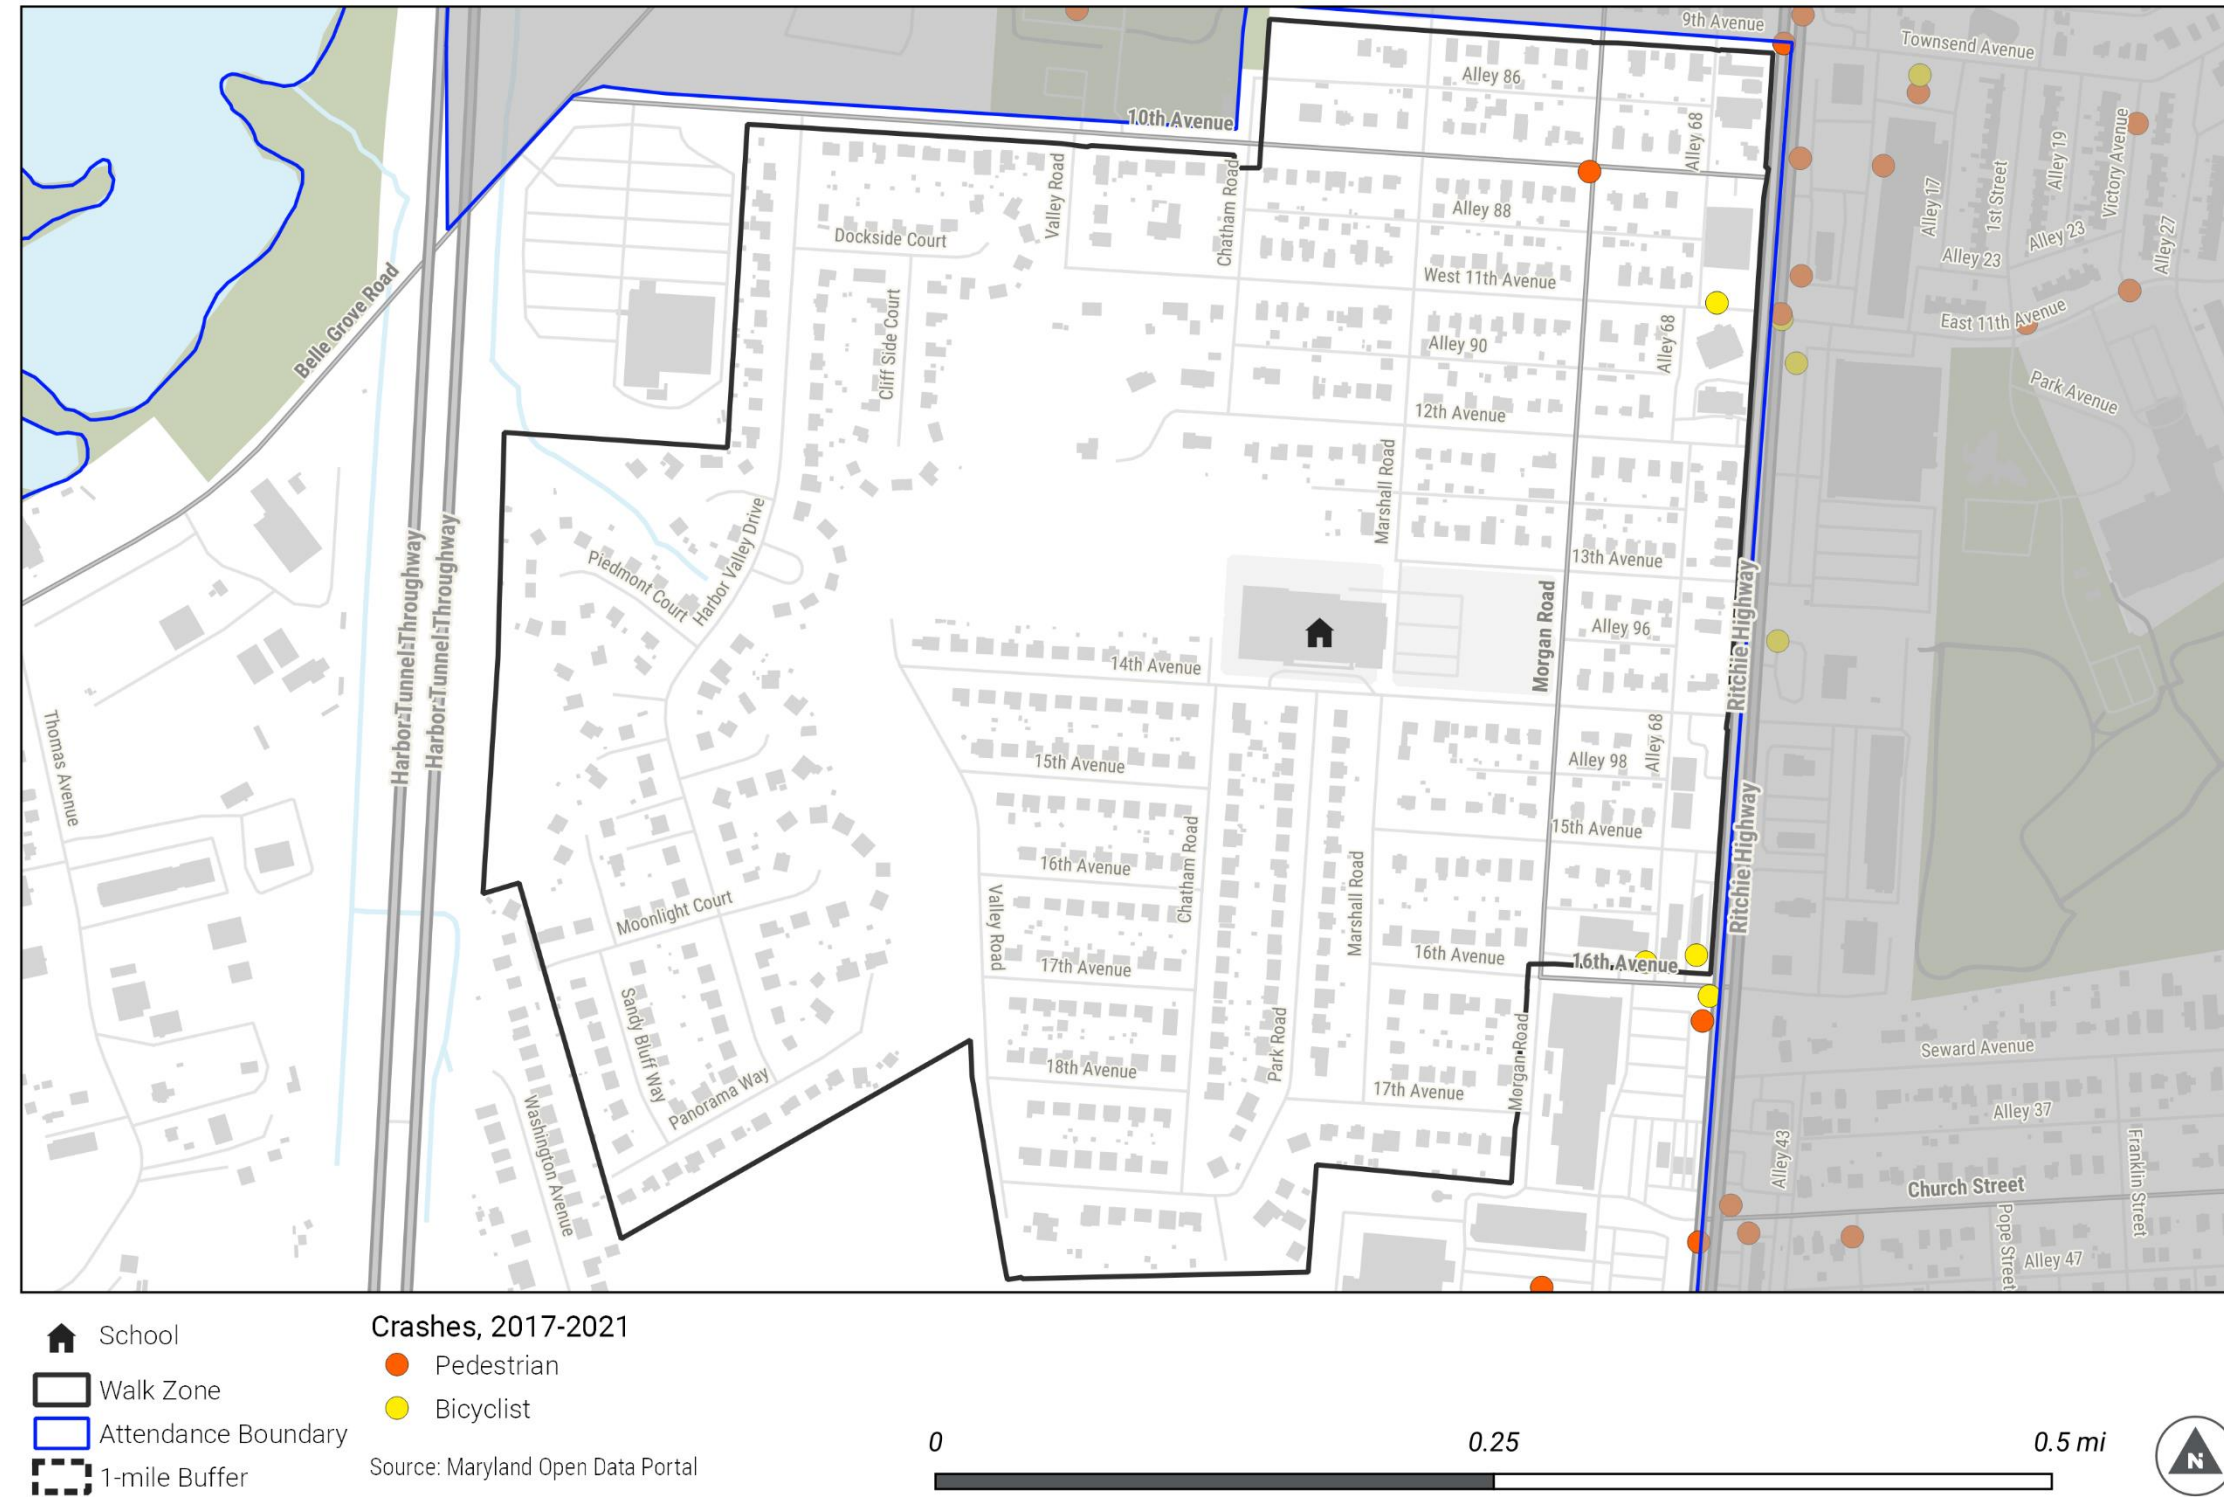 9th Avenue
Townsend Avenue
Alley 86
10th Avenue
Alley 68
Alley 19
Victory Avenue
Valley Road
Chatham Road
Alley 88
Alley 17
1st Street
Alley 23
Alley 27
Dockside Court
Alley 23
West 11th Avenue
Belle Grove Road
Cliff Side Court
East 11th Avenue
Alley 90
Alley 68
Park Avenue
12th Avenue
Marshall Road
Harbor Tunnel Throughway
Harbor Tunnel Throughway
Piedmont Court
Harbor Valley Drive
13th Avenue
Morgan Road
Ritchie Highway
Alley 96
14th Avenue
Thomas Avenue
15th Avenue
Alley 98
Alley 68
15th Avenue
Ritchie Highway
16th Avenue
Chatham Road
Marshall Road
Moonlight Court
Valley Road
17th Avenue
16th Avenue
16th Avenue
Sandy Bluff Way
Park Road
Morgan Road
Seward Avenue
18th Avenue
17th Avenue
Panorama Way
Alley 37
Washington Avenue
Alley 43
Franklin Street
Church Street
Pope Street
Alley 47
School
Walk Zone
Attendance Boundary
1-mile Buffer
Crashes, 2017-2021
Pedestrian
Bicyclist
Source: Maryland Open Data Portal
0 0.25 0.5 mi
N